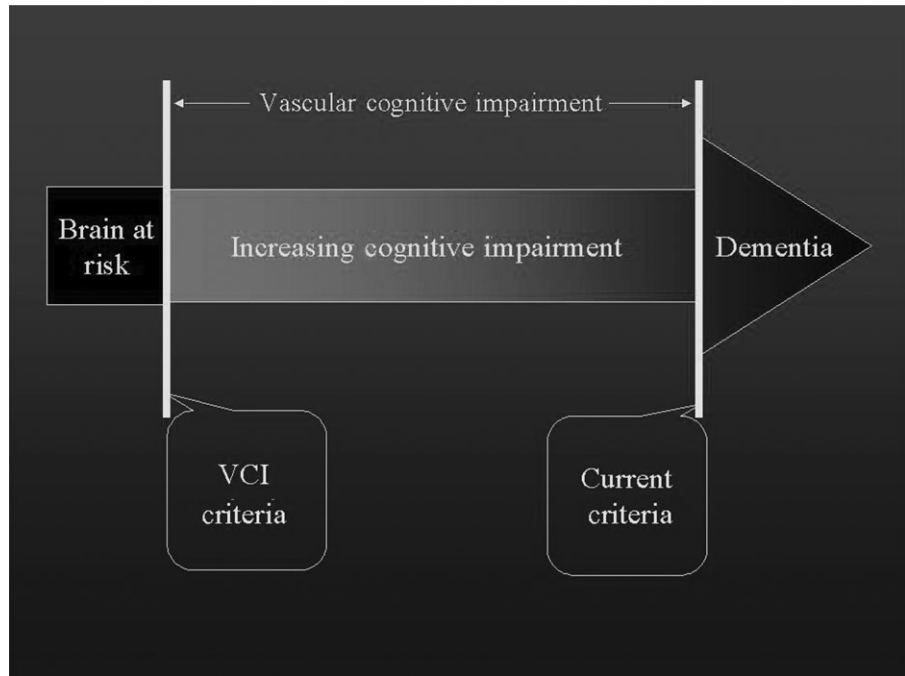 Vascular cognitive impairment
Brain at
risk
Increasing cognitive impairment
Dementia
VCI
criteria
Current
criteria